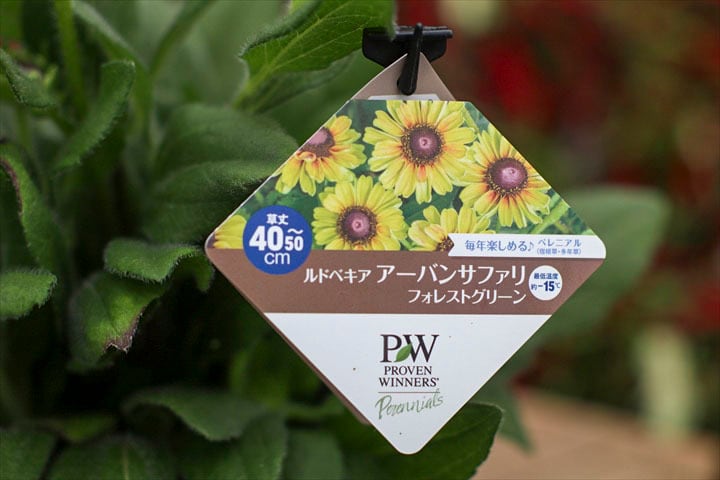 草丈
40~50
cm
毎年楽しめる♪ ペレニアル
(宿根草・多年草)
ルドベキア アーバンサファリ
フォレストグリーン
最低温度
約-15℃
PW
PROVEN
WINNERS®
Perennials